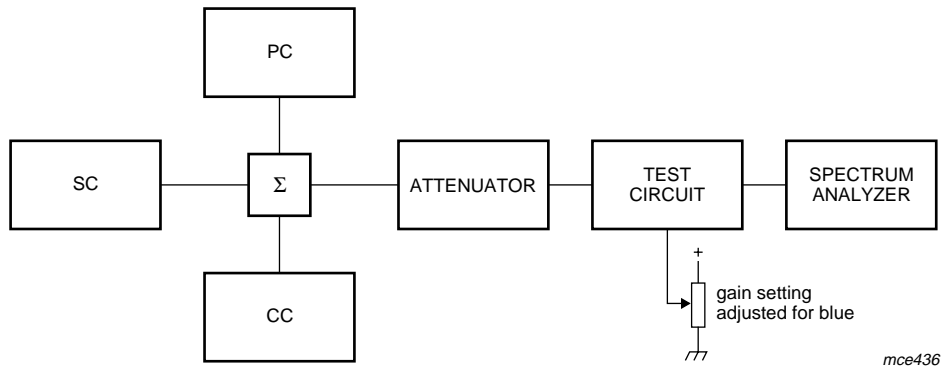 PC
SC
Σ
ATTENUATOR
TEST
CIRCUIT
SPECTRUM
ANALYZER
CC
+
gain setting
adjusted for blue
mce436